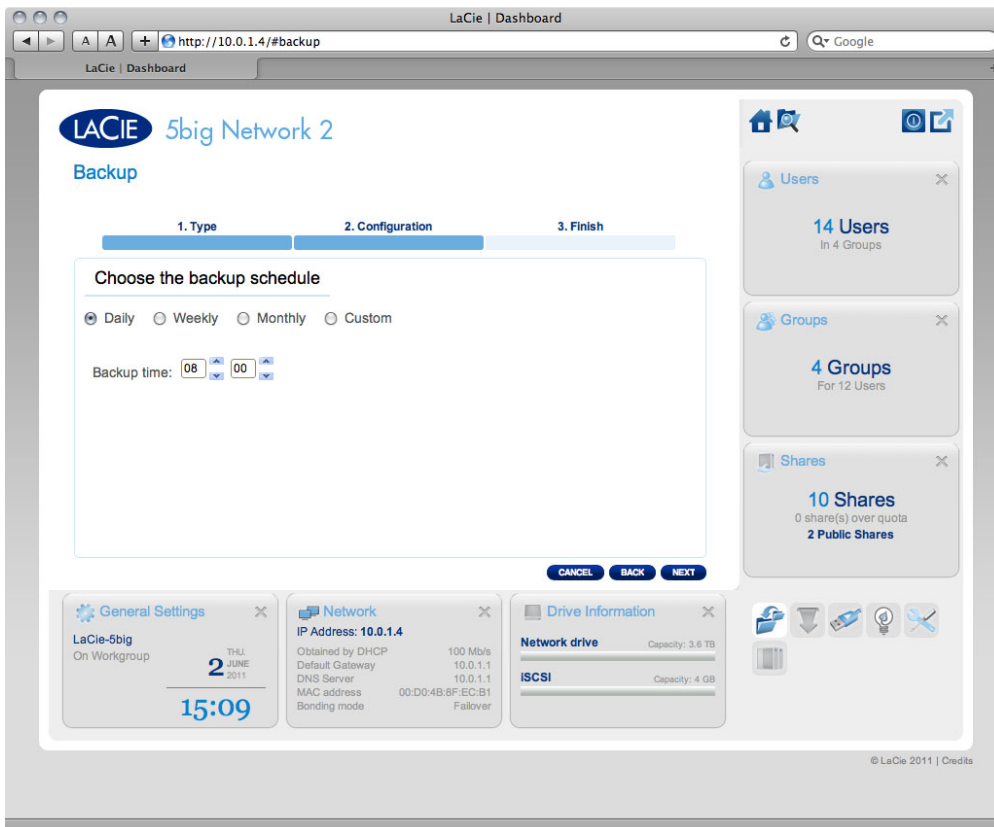 LaCie | Dashboard
A A + http://10.0.1.4/#backup Google
LaCie | Dashboard
LACIE 5big Network 2
Backup
1. Type 2. Configuration 3. Finish
Choose the backup schedule
Daily Weekly Monthly Custom
Backup time: 08 00
CANCEL BACK NEXT
Users
14 Users
In 4 Groups
Groups
4 Groups
For 12 Users
Shares
10 Shares
0 share(s) over quota
2 Public Shares
General Settings
LaCie-5big
On Workgroup
THU.
2 JUNE
2011
15:09
Network
IP Address: 10.0.1.4
Obtained by DHCP 100 Mb/s
Default Gateway 10.0.1.1
DNS Server 10.0.1.1
MAC address 00:D0:4B:8F:EC:B1
Bonding mode Failover
Drive Information
Network drive Capacity: 3.6 TB
iSCSI Capacity: 4 GB
© LaCie 2011 | Credits